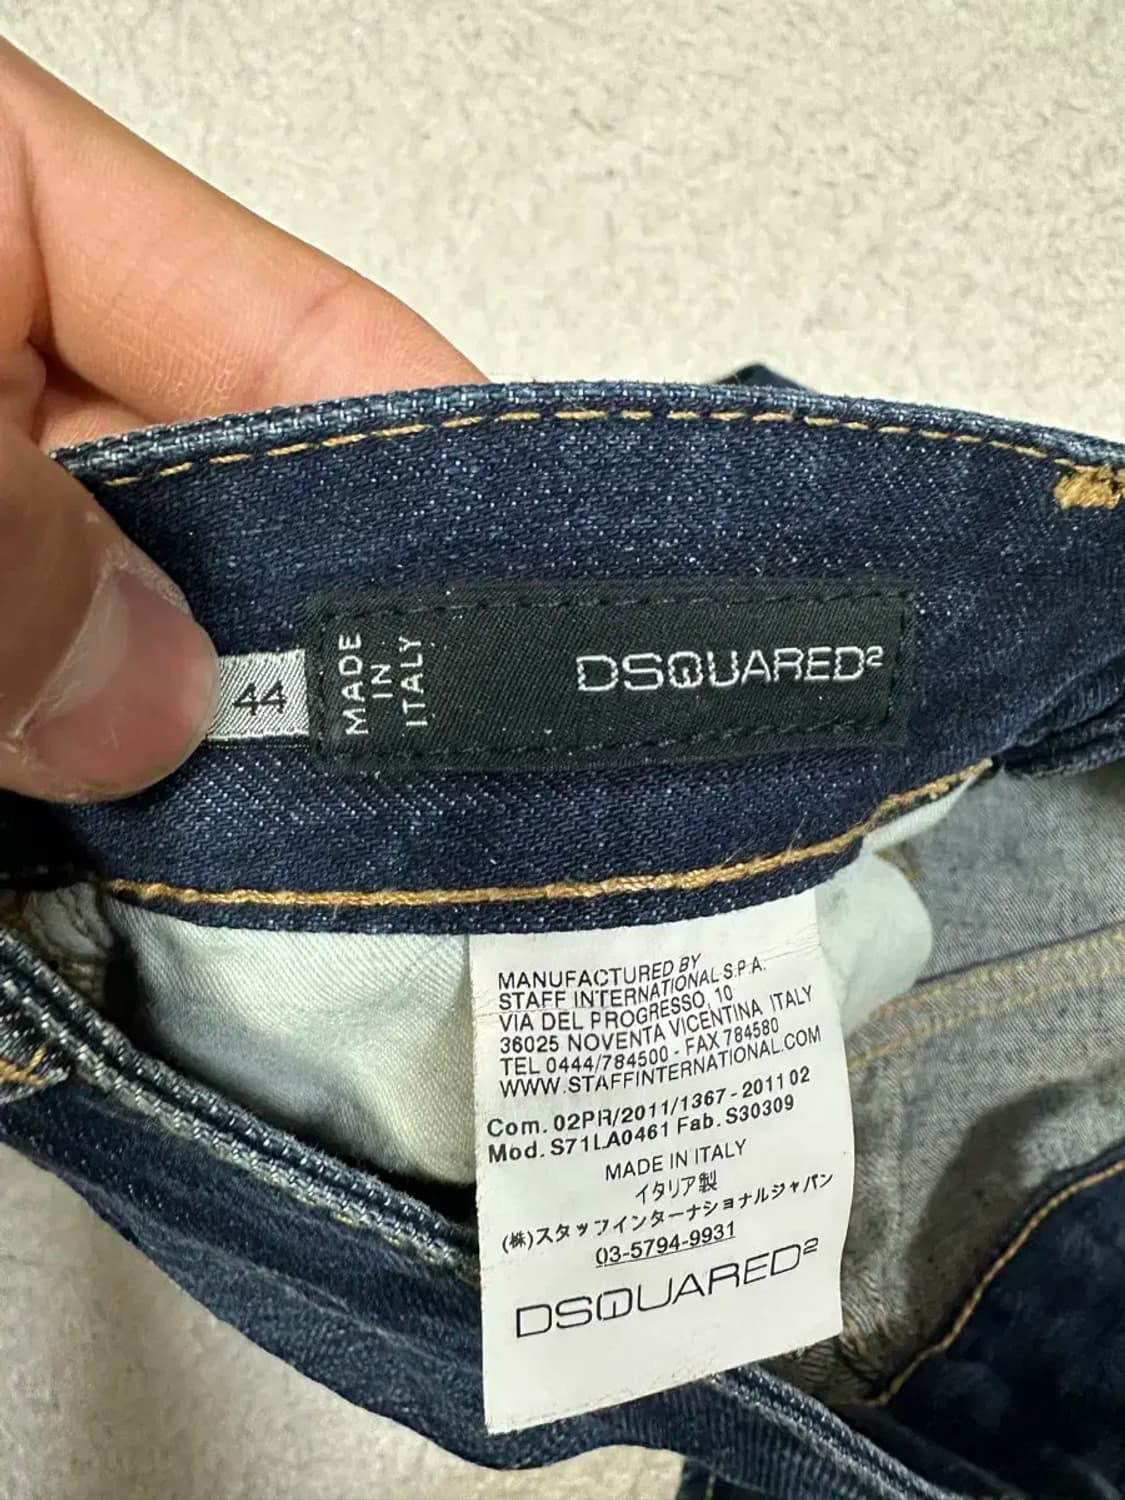 44
MADE
IN
ITALY
DSQUARED²
MANUFACTURED BY
STAFF INTERNATIONAL S.P.A.
VIA DEL PROGRESSO, 10
36025 NOVENTA VICENTINA ITALY
TEL 0444/784500 - FAX 784580
WWW.STAFFINTERNATIONAL.COM
Com. 02PR/2011/1367 - 2011 02
Mod. S71LA0461 Fab. S30309
MADE IN ITALY
イタリア製
(株)スタッフインターナショナルジャパン
03-5794-9931
DSQUARED²